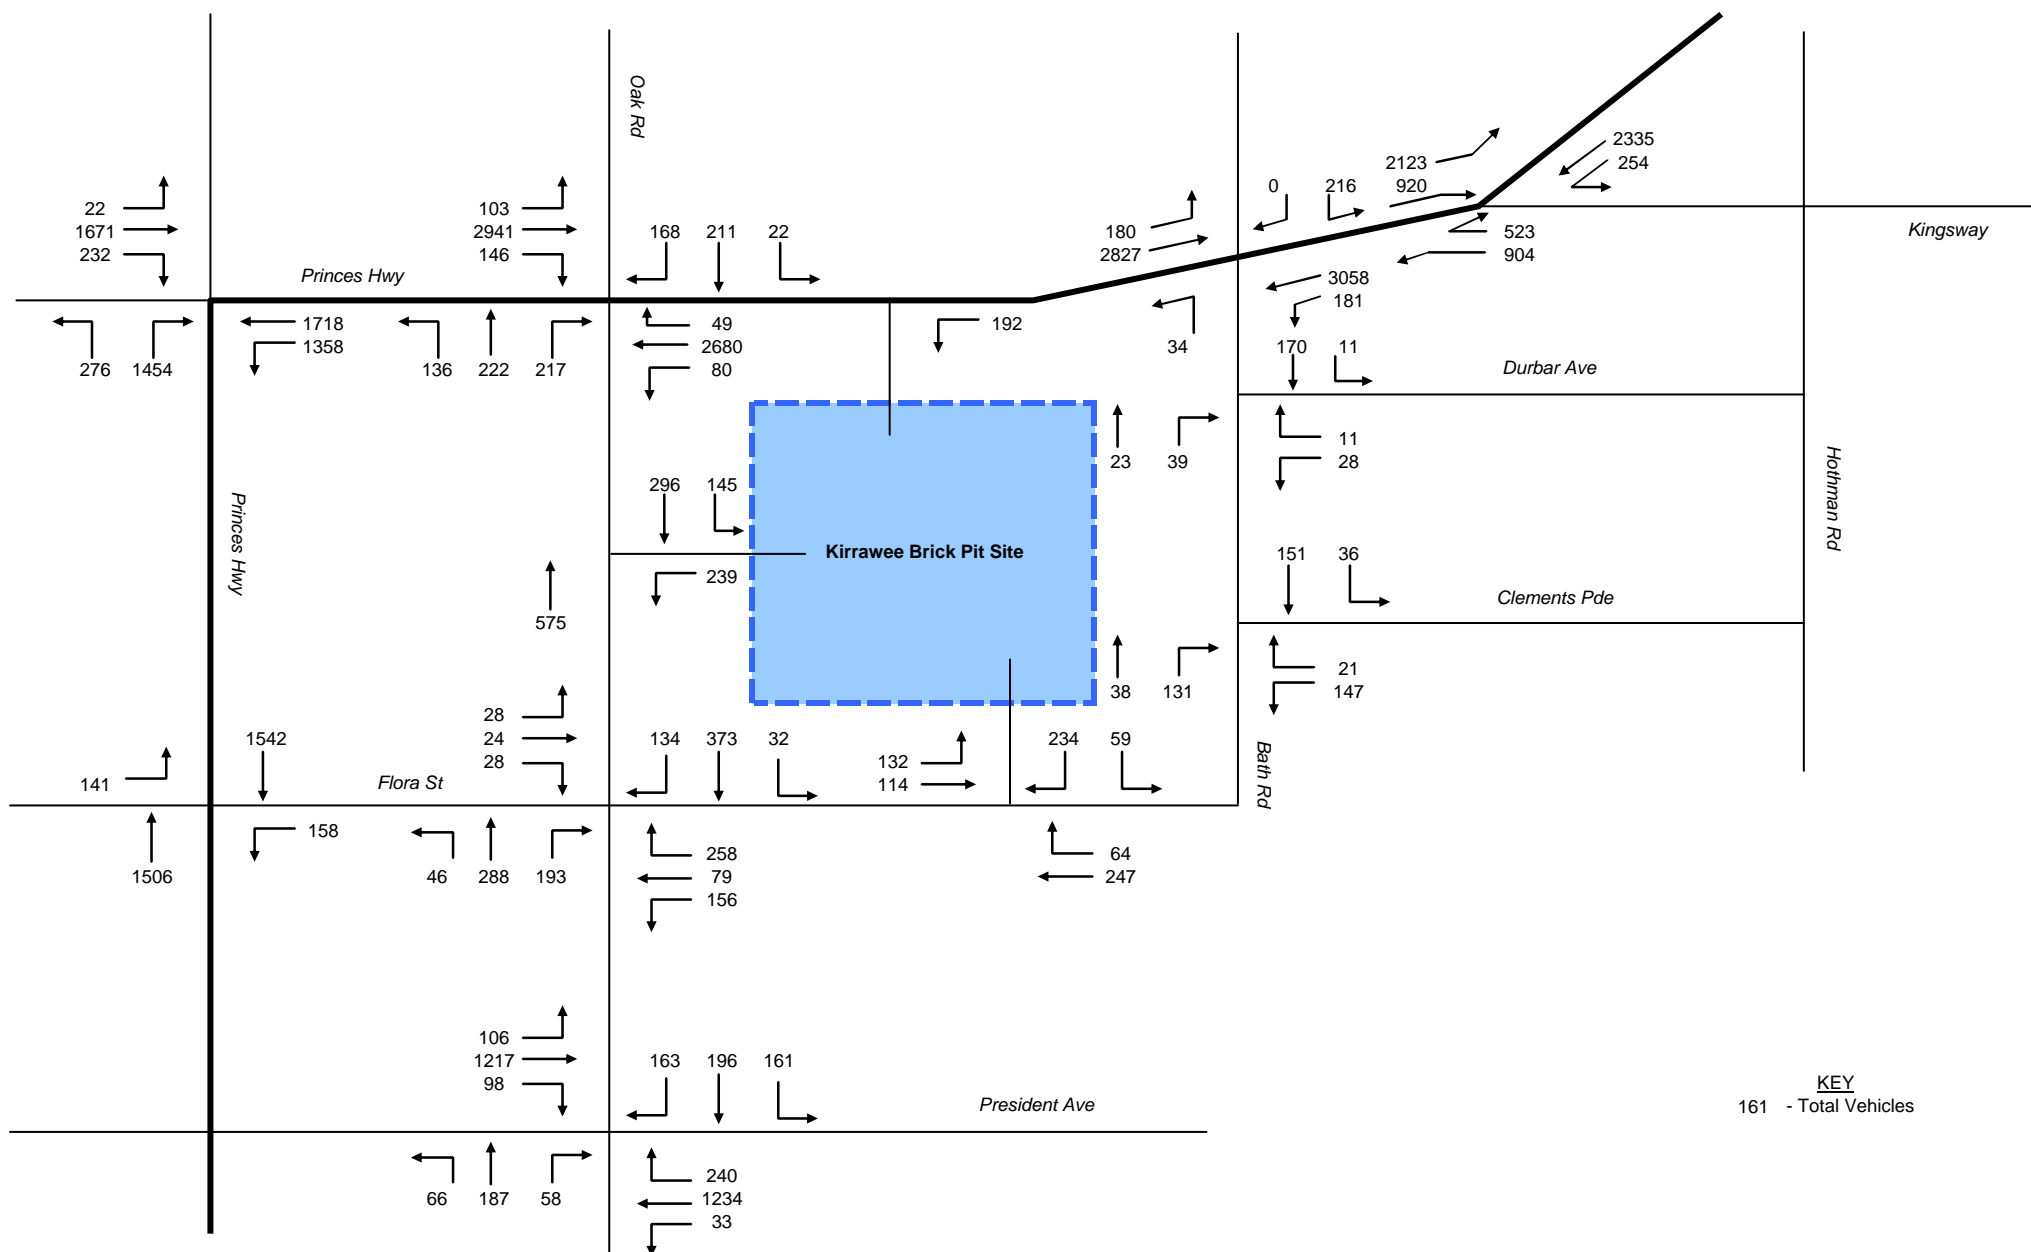 Oak Rd
2335
2123 254
0 216 920
22 103 180
1671 2941 168 211 22 2827 523
232 146 904 Kingsway
Princes Hwy 3058
181
1718 49 192
1358 2680 34 170 11
276 1454 136 222 217 80 Durbar Ave
11
23 39 28
296 145
Princes Hwy
Hothman Rd
Kirrawee Brick Pit Site 151 36
239
575 Clements Pde
21
38 131 147
28
1542 24 134 373 32 234 59
28 132
141 Flora St 114
Bath Rd
158
258 64
1506 46 288 193 79 247
156
106
1217 163 196 161
98 KEY
President Ave 161 - Total Vehicles
240
66 187 58 1234
33